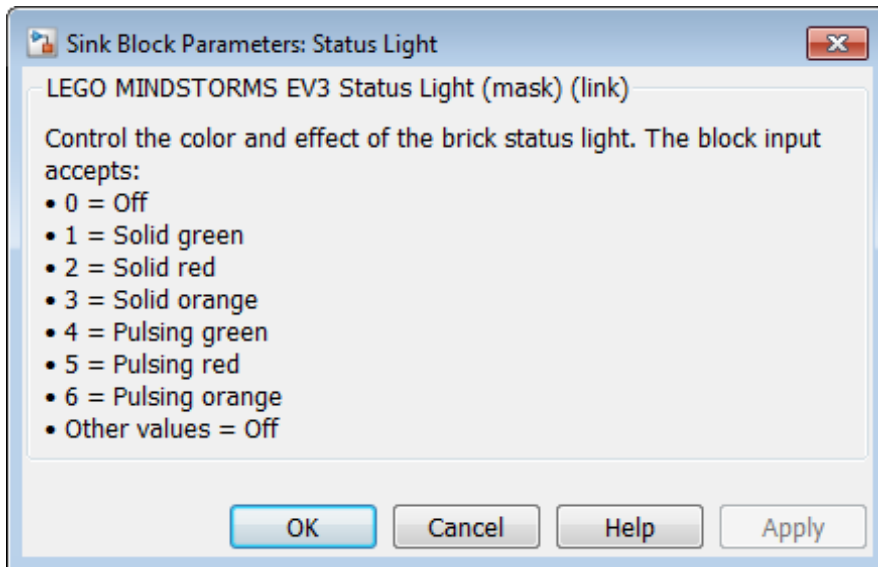 Sink Block Parameters: Status Light
LEGO MINDSTORMS EV3 Status Light (mask) (link)
Control the color and effect of the brick status light. The block input
accepts:
• 0 = Off
• 1 = Solid green
• 2 = Solid red
• 3 = Solid orange
• 4 = Pulsing green
• 5 = Pulsing red
• 6 = Pulsing orange
• Other values = Off
OK Cancel Help Apply